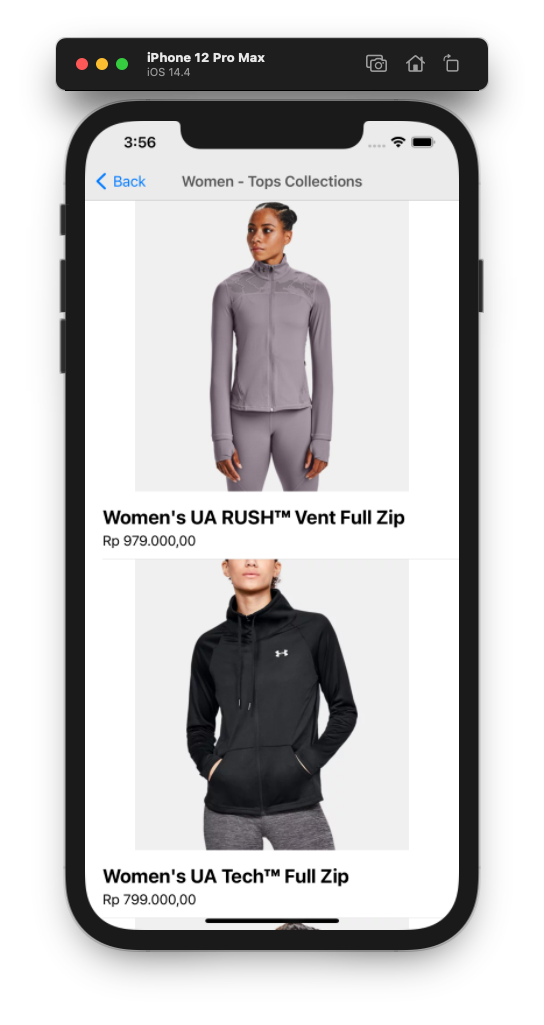 iPhone 12 Pro Max
iOS 14.4
3:56
Back
Women - Tops Collections
Women's UA RUSH™ Vent Full Zip
Rp 979.000,00
Women's UA Tech™ Full Zip
Rp 799.000,00